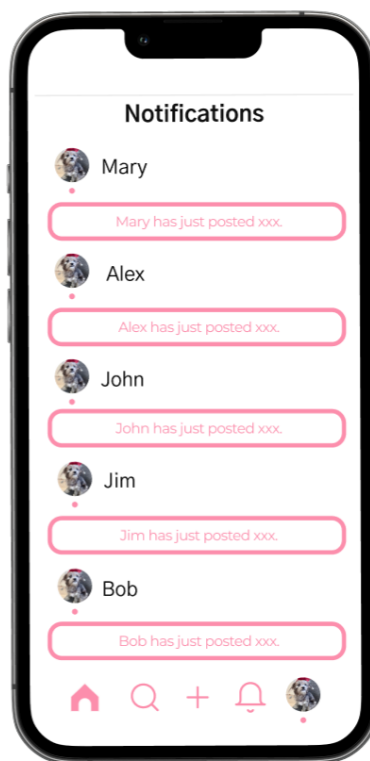 Notifications
Mary
Mary has just posted xxx.
Alex
Alex has just posted xxx.
John
John has just posted xxx.
Jim
Jim has just posted xxx.
Bob
Bob has just posted xxx.